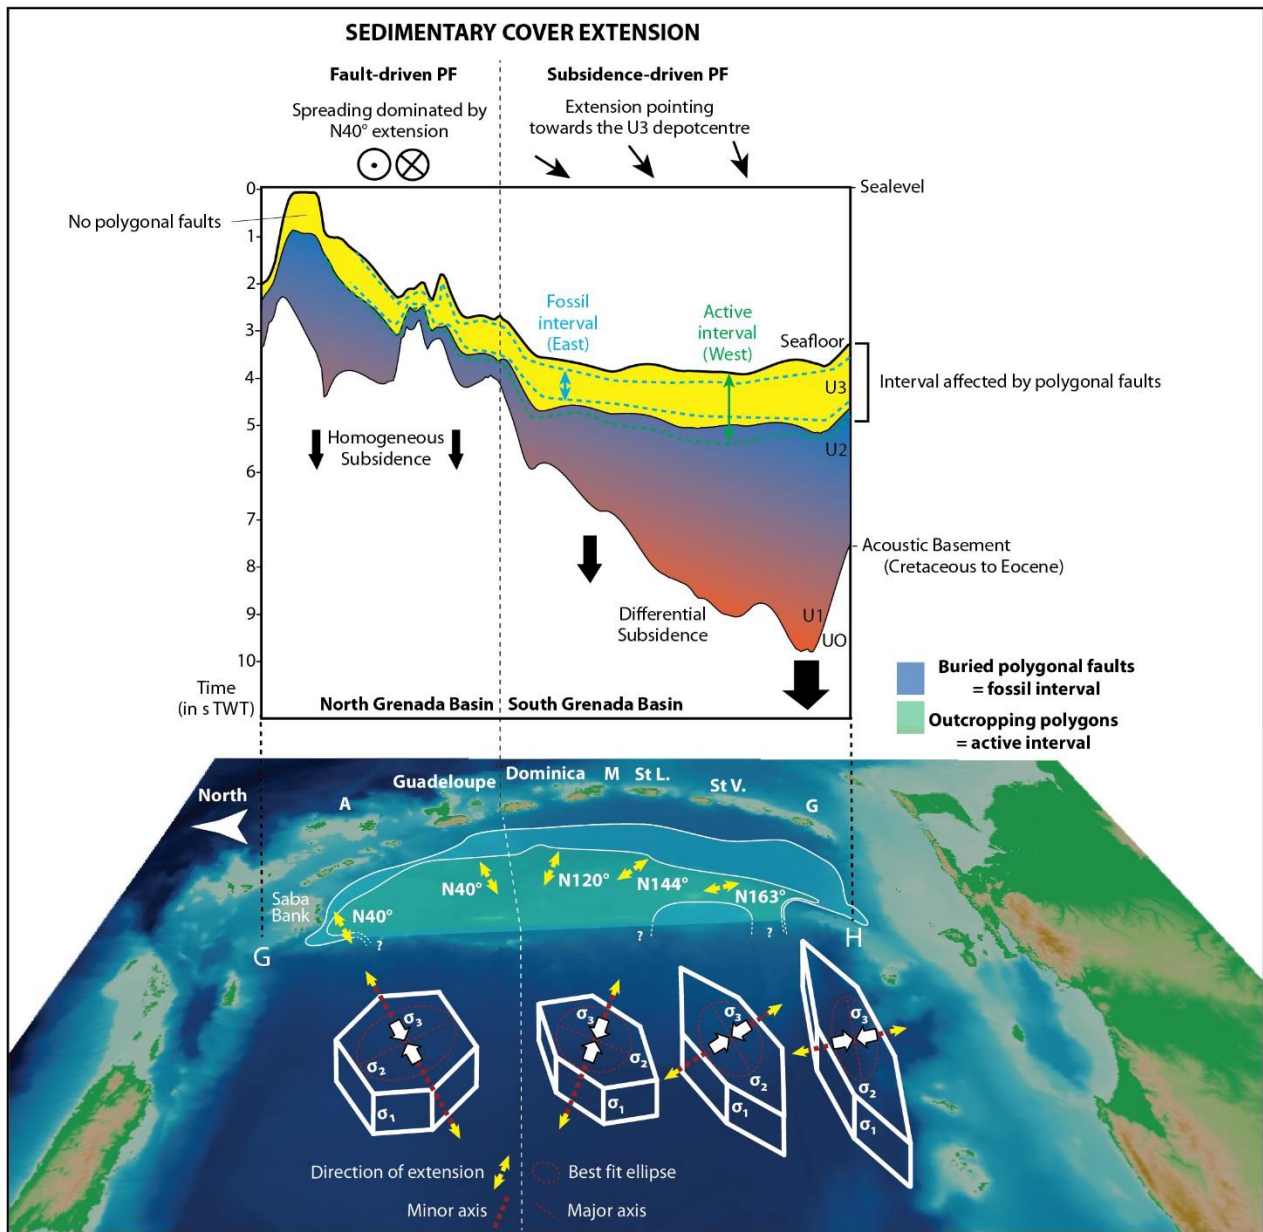 SEDIMENTARY COVER EXTENSION
Fault-driven PF
Subsidence-driven PF
Spreading dominated by
N40° extension
Extension pointing
towards the U3 depotcentre
0
Sealevel
No polygonal faults
1
2
3
4
5
6
7
8
9
10
Fossil
interval
(East)
Active
interval
(West)
Seafloor
U3
Interval affected by polygonal faults
U2
Homogeneous
Subsidence
Acoustic Basement
(Cretaceous to Eocene)
Differential
Subsidence
U1
UO
Time
(in s TWT)
North Grenada Basin
South Grenada Basin
Buried polygonal faults
= fossil interval
Outcropping polygons
= active interval
North
A
Guadeloupe
Dominica
M
St L.
St V.
G
Saba
Bank
N40°
N40°
N120°
N144°
N163°
?
?
?
G
H
σ3
σ2
σ1
σ3
σ2
σ1
σ3
σ2
σ1
σ3
σ2
σ1
Direction of extension
Best fit ellipse
Minor axis
Major axis